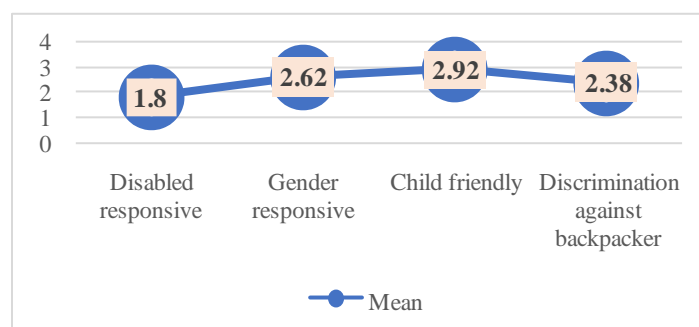 4
3
2
1
0
1.8
2.62
2.92
2.38
Disabled
responsive
Gender
responsive
Child friendly
Discrimination
against
backpacker
Mean